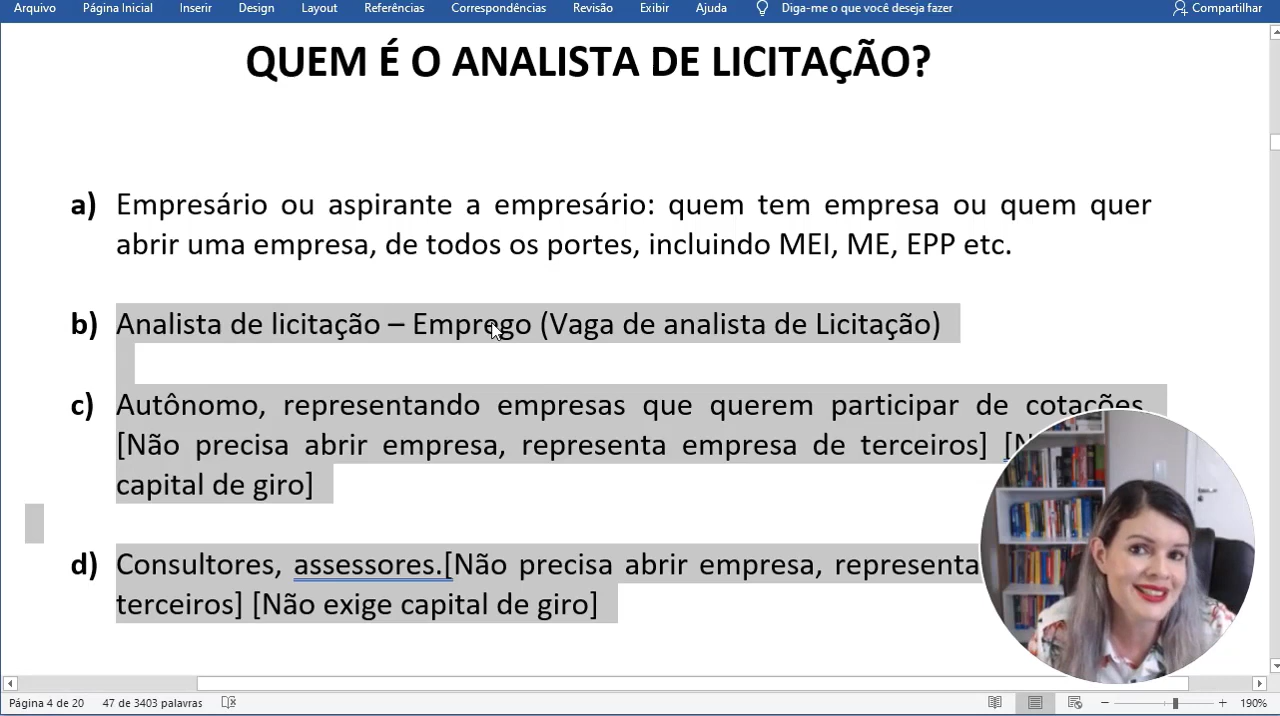 Arquivo Página Inicial Inserir Design Layout Referências Correspondências Revisão Exibir Ajuda Diga-me o que você deseja fazer Compartilhar
QUEM É O ANALISTA DE LICITAÇÃO?
a) Empresário ou aspirante a empresário: quem tem empresa ou quem quer
abrir uma empresa, de todos os portes, incluindo MEI, ME, EPP etc.
b) Analista de licitação – Emprego (Vaga de analista de Licitação)
c) Autônomo, representando empresas que querem participar de cotações
[Não precisa abrir empresa, representa empresa de terceiros] [
capital de giro]
d) Consultores, assessores.[Não precisa abrir empresa, representa
terceiros] [Não exige capital de giro]
Página 4 de 20 47 de 3403 palavras 190%